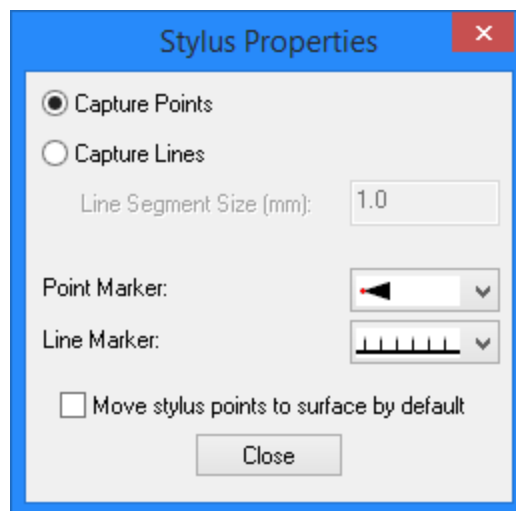 Stylus Properties
Capture Points
Capture Lines
Line Segment Size (mm): 1.0
Point Marker:
Line Marker:
Move stylus points to surface by default
Close